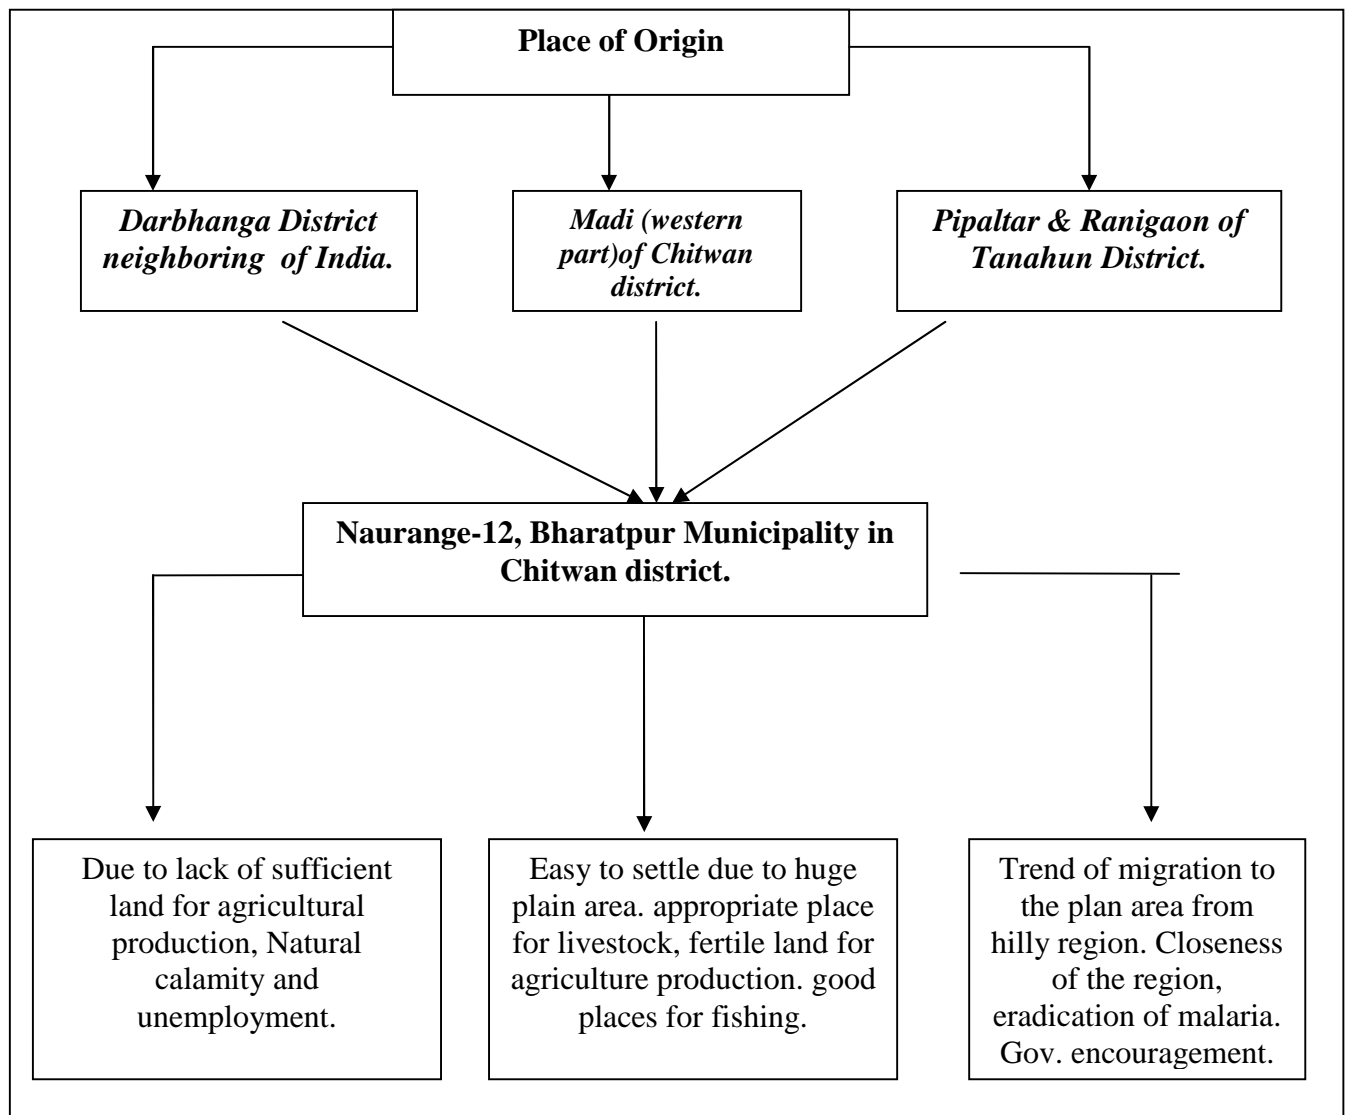 Place of Origin
Darbhanga District
neighboring  of India.
Madi (western
part)of Chitwan
district.
Pipaltar & Ranigaon of
Tanahun District.
Naurange-12, Bharatpur Municipality in
Chitwan district.
Due to lack of sufficient
land for agricultural
production, Natural
calamity and
unemployment.
Easy to settle due to huge
plain area. appropriate place
for livestock, fertile land for
agriculture production. good
places for fishing.
Trend of migration to
the plan area from
hilly region. Closeness
of the region,
eradication of malaria.
Gov. encouragement.